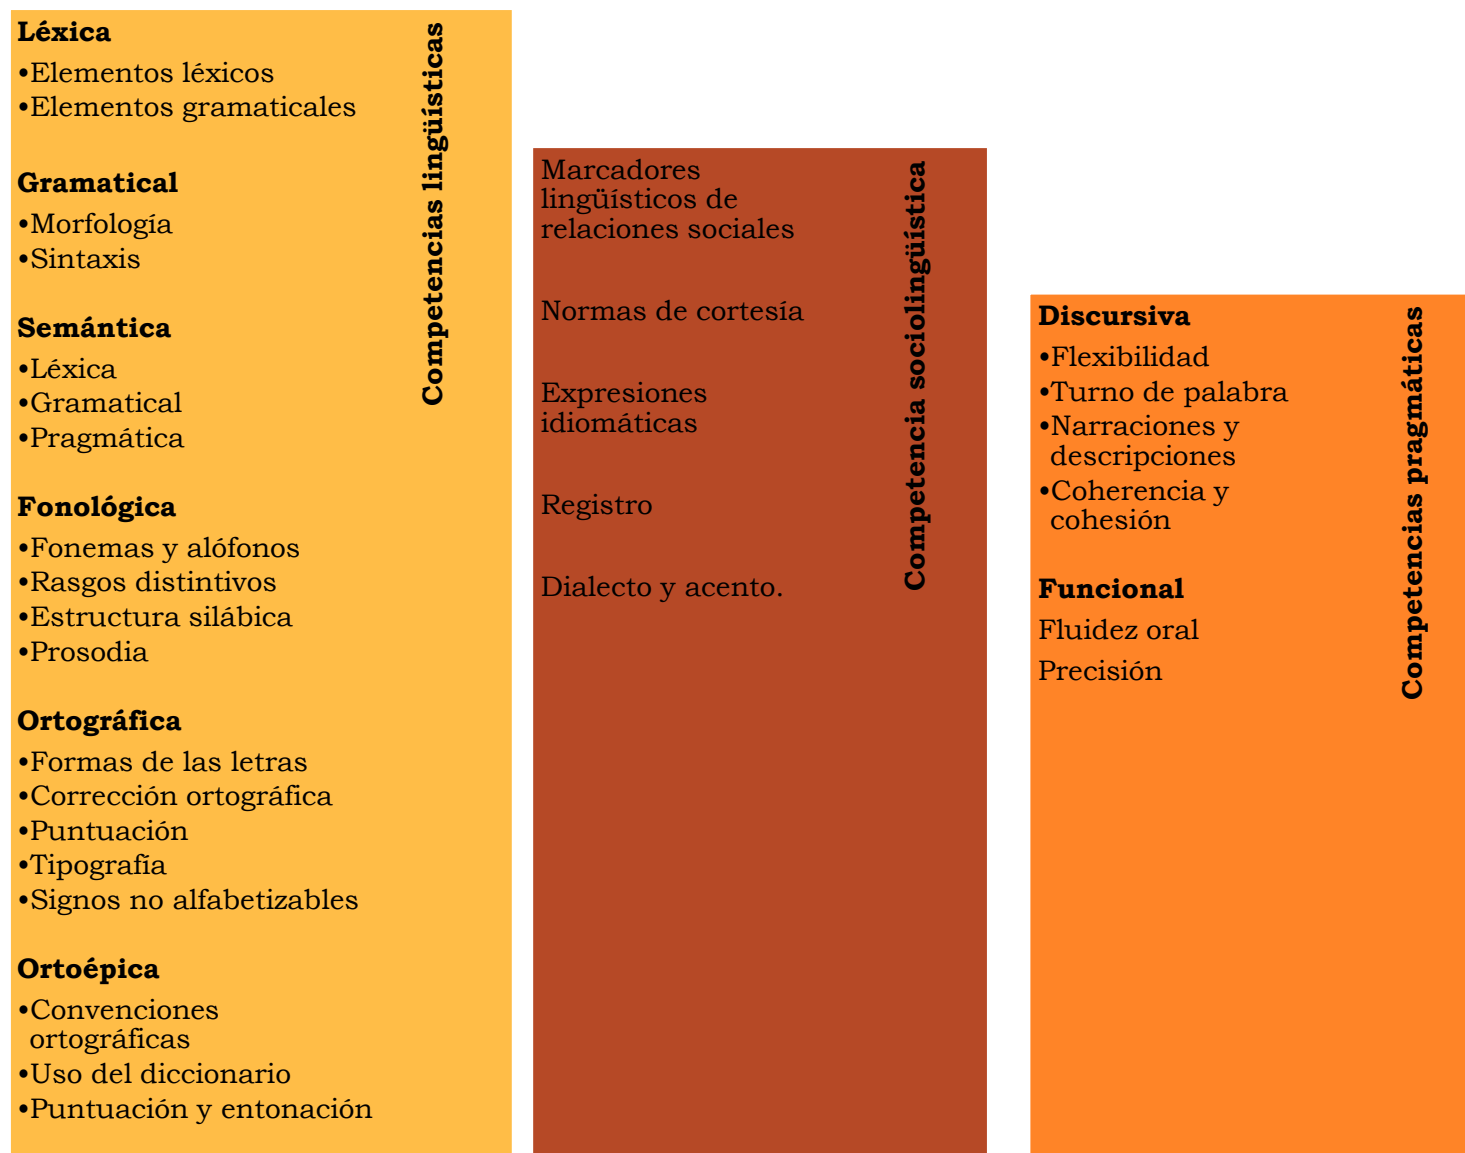 Léxica
•Elementos léxicos
•Elementos gramaticales
Gramatical
•Morfología
•Sintaxis
Semántica
•Léxica
•Gramatical
•Pragmática
Fonológica
•Fonemas y alófonos
•Rasgos distintivos
•Estructura silábica
•Prosodia
Ortográfica
•Formas de las letras
•Corrección ortográfica
•Puntuación
•Tipografía
•Signos no alfabetizables
Ortoépica
•Convenciones
ortográficas
•Uso del diccionario
•Puntuación y entonación
Competencias lingüísticas
Marcadores
lingüísticos de
relaciones sociales
Normas de cortesía
Expresiones
idiomáticas
Registro
Dialecto y acento.
Competencia sociolingüística
Discursiva
•Flexibilidad
•Turno de palabra
•Narraciones y
descripciones
•Coherencia y
cohesión
Funcional
Fluidez oral
Precisión
Competencias pragmáticas